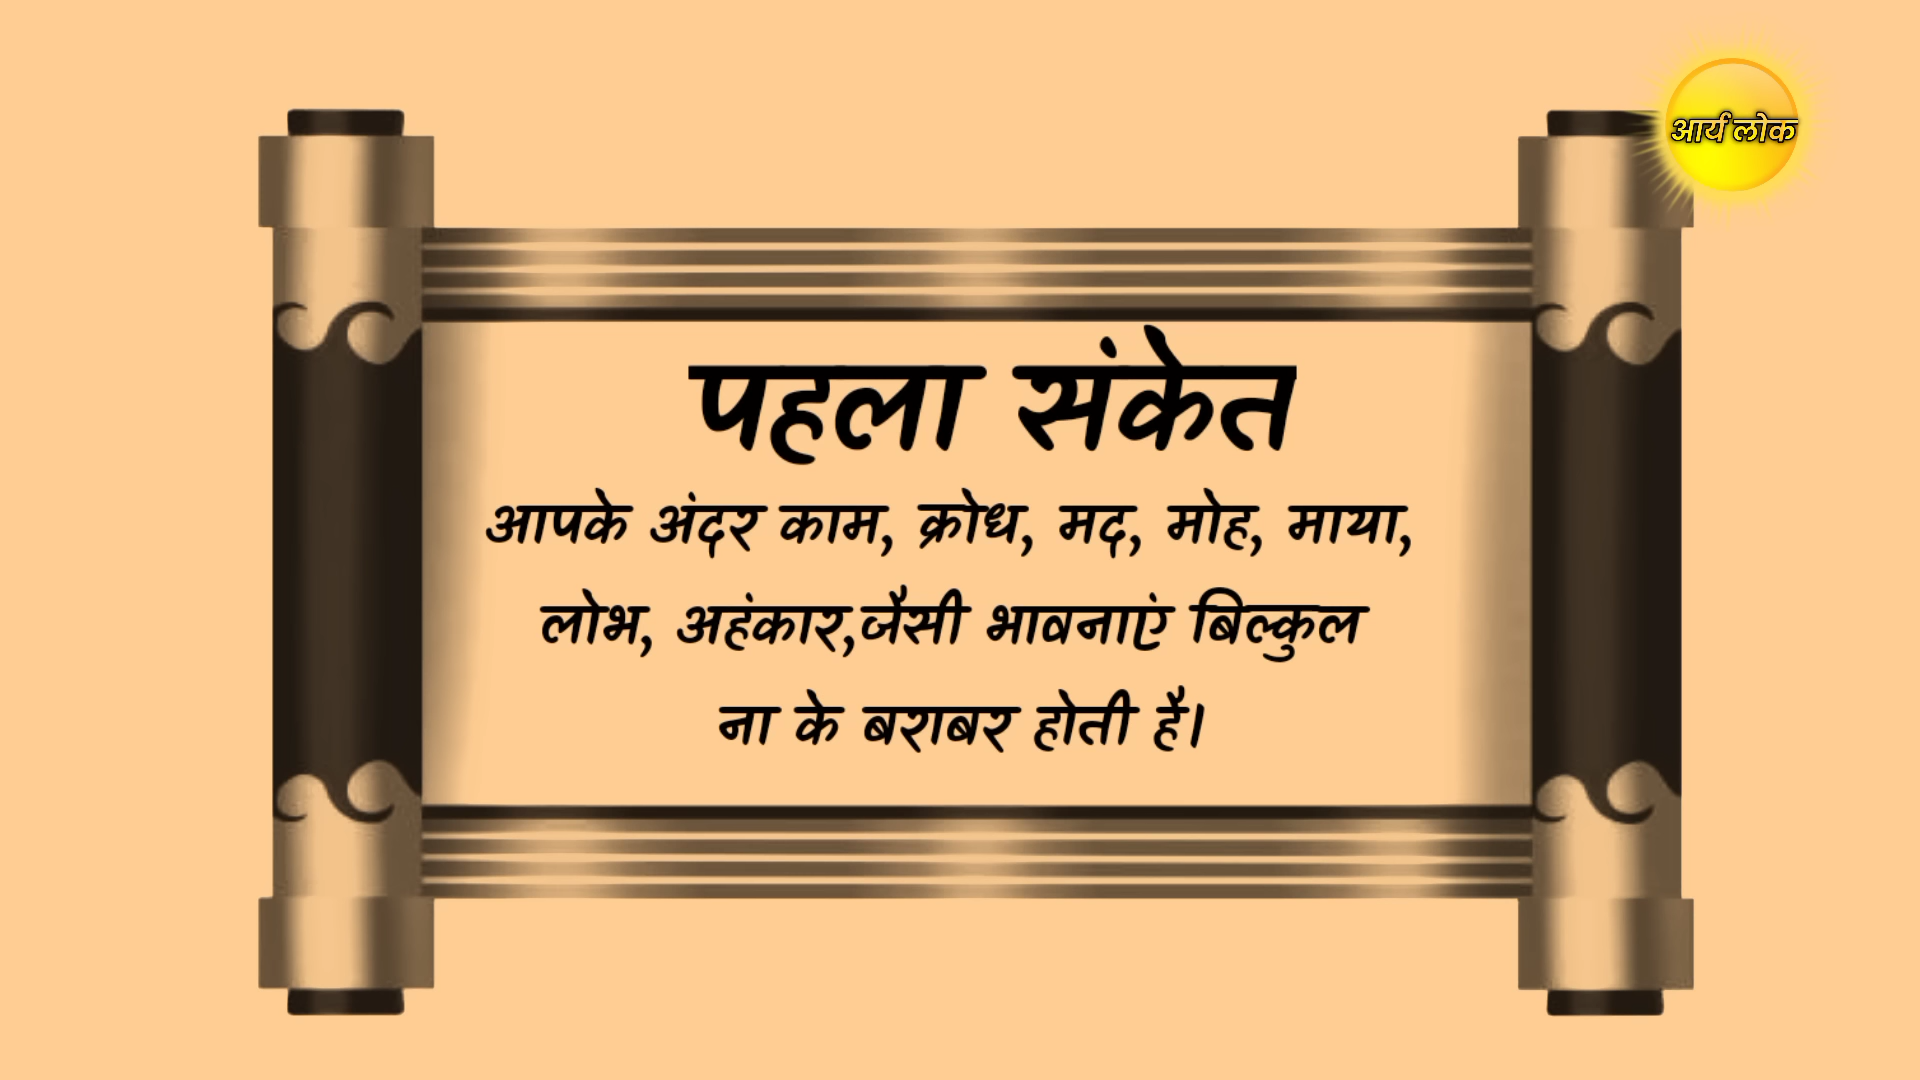 आर्य लोक
पहला संकेत
आपके अंदर काम, क्रोध, मद, मोह, माया,
लोभ, अहंकार,जैसी भावनाएं बिल्कुल
ना के बराबर होती है।